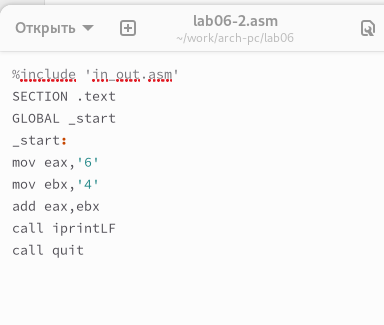 Открыть
lab06-2.asm
~/work/arch-pc/lab06
%include 'in_out.asm'
SECTION .text
GLOBAL _start
_start:
mov eax,'6'
mov ebx,'4'
add eax,ebx
call iprintLF
call quit